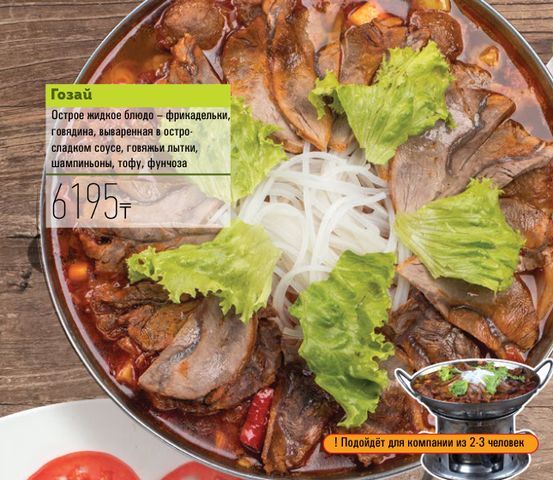 Гозай
Острое жидкое блюдо – фрикадельки,
говядина, вываренная в остро-
сладком соусе, говяжьи лытки,
шампиньоны, тофу, фунчоза
6195₸
! Подойдёт для компании из 2-3 человек